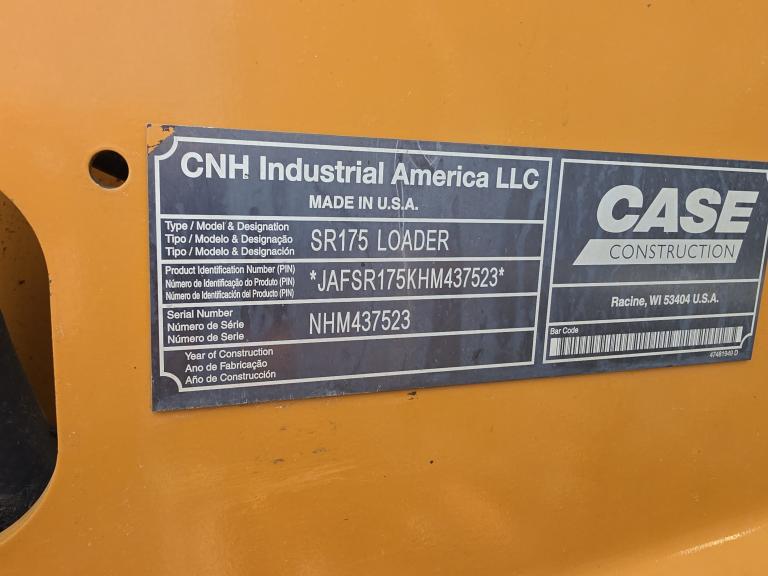 CNH Industrial America LLC
MADE IN U.S.A.
Type / Model & Designation
Tipo / Modelo & Designação
Tipo / Modelo & Designación
SR175 LOADER
Product Identification Number (PIN)
Número de Identificação do Produto (PIN)
Número de Identificación del Producto (PIN)
*JAFSR175KHM437523*
Serial Number
Número de Série
Número de Serie
NHM437523
Year of Construction
Ano de Fabricação
Año de Construcción
CASE
CONSTRUCTION
Racine, WI 53404 U.S.A.
Bar Code
47481949 D